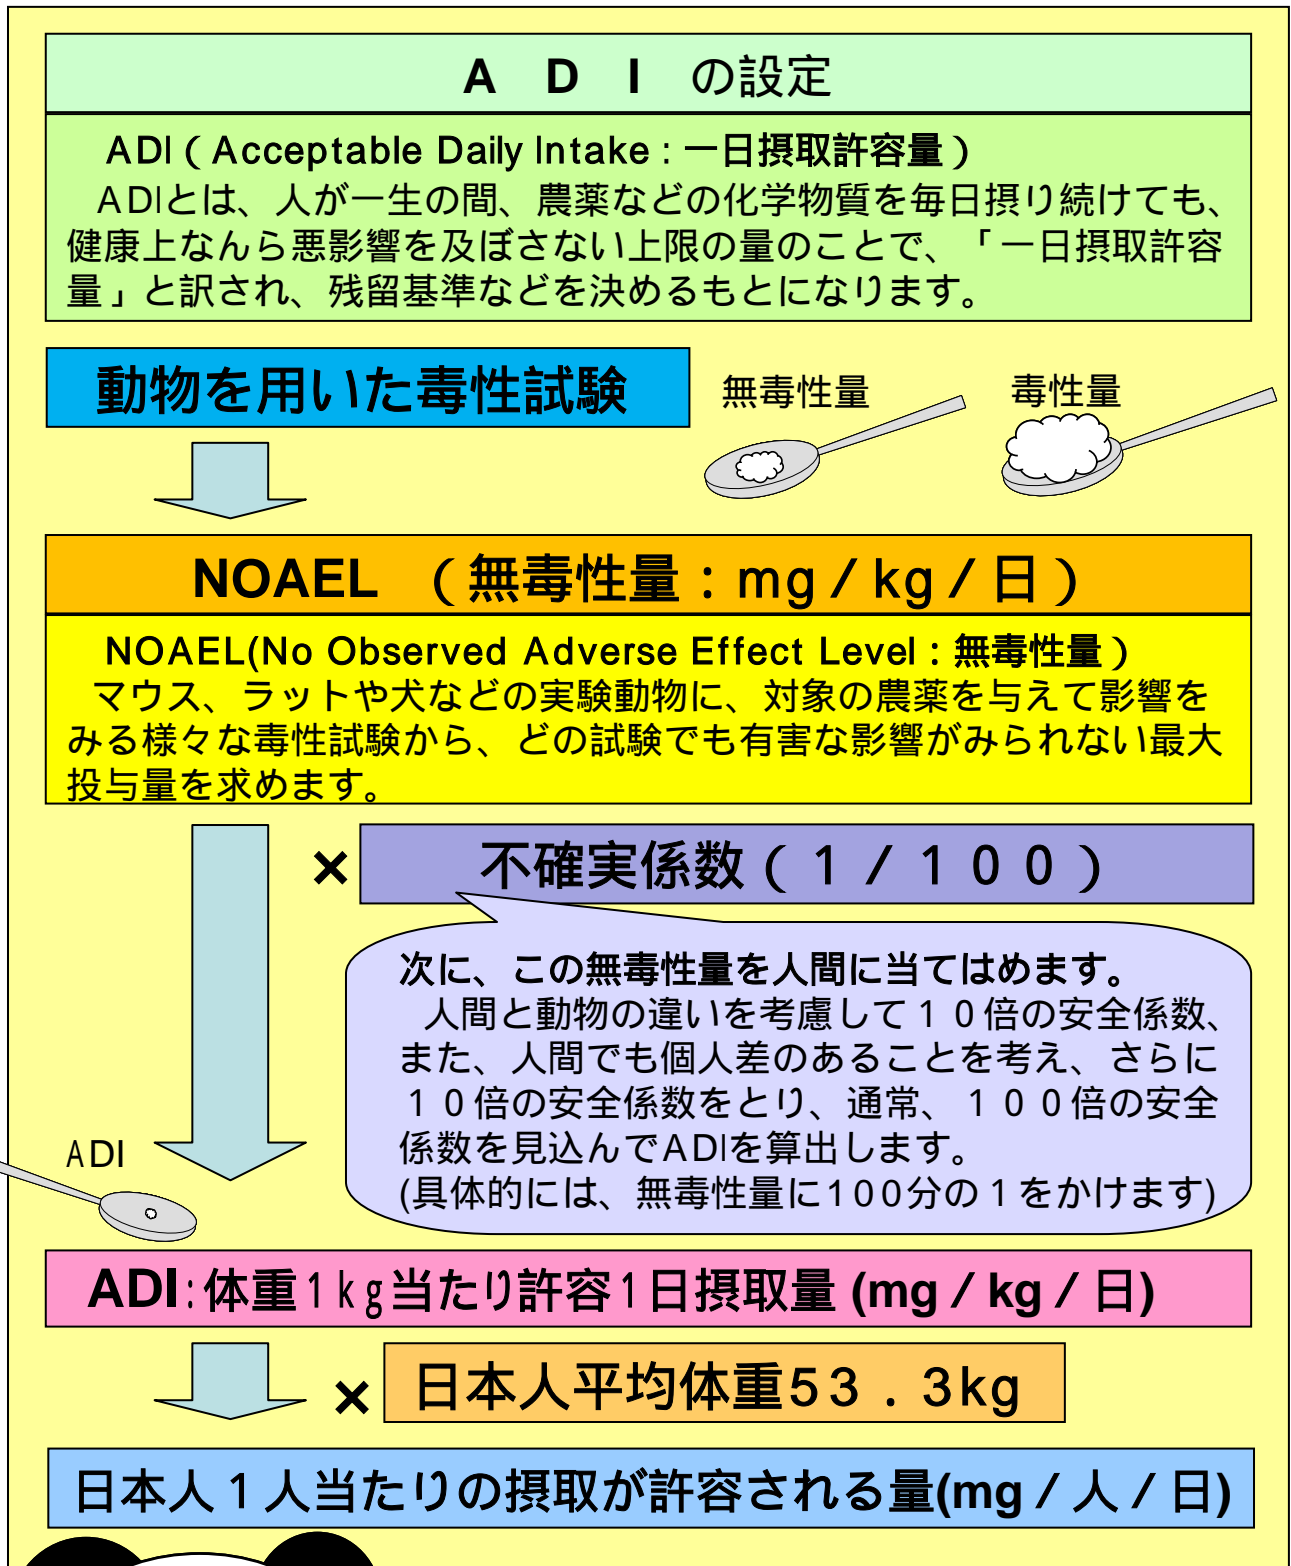 ＡＤＩの設定
ADI（Acceptable Daily Intake：一日摂取許容量）
ADIとは、人が一生の間、農薬などの化学物質を毎日摂り続けても、
健康上なんら悪影響を及ぼさない上限の量のことで、「一日摂取許容
量」と訳され、残留基準などを決めるもとになります。
動物を用いた毒性試験
無毒性量
毒性量
NOAEL （無毒性量：mg／kg／日）
NOAEL(No Observed Adverse Effect Level：無毒性量）
マウス、ラットや犬などの実験動物に、対象の農薬を与えて影響を
みる様々な毒性試験から、どの試験でも有害な影響がみられない最大
投与量を求めます。
× 不確実係数（１／１００）
次に、この無毒性量を人間に当てはめます。
人間と動物の違いを考慮して１０倍の安全係数、
また、人間でも個人差のあることを考え、さらに
１０倍の安全係数をとり、通常、１００倍の安全
係数を見込んでADIを算出します。
(具体的には、無毒性量に100分の１をかけます)
ADI
ADI:体重1kg当たり許容1日摂取量 (mg／kg／日)
× 日本人平均体重53．3kg
日本人１人当たりの摂取が許容される量(mg／人／日)